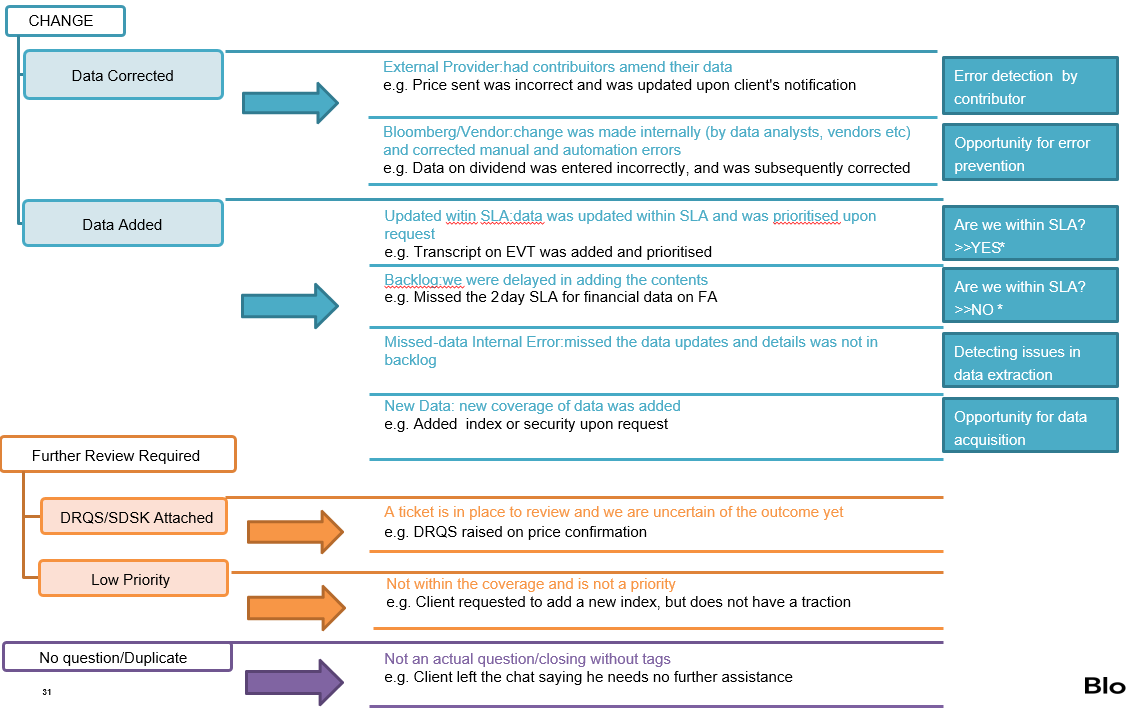 CHANGE
Data Corrected
External Provider:had contribuitors amend their data
e.g. Price sent was incorrect and was updated upon client's notification
Error detection by
contributor
Bloomberg/Vendor:change was made internally (by data analysts, vendors etc)
and corrected manual and automation errors
e.g. Data on dividend was entered incorrectly, and was subsequently corrected
Opportunity for error
prevention
Data Added
Updated witin SLA:data was updated within SLA and was prioritised upon
request
e.g. Transcript on EVT was added and prioritised
Are we within SLA?
>>YES*
Backlog:we were delayed in adding the contents
e.g. Missed the 2day SLA for financial data on FA
Are we within SLA?
>>NO *
Missed-data Internal Error:missed the data updates and details was not in
backlog
Detecting issues in
data extraction
New Data: new coverage of data was added
e.g. Added index or security upon request
Opportunity for data
acquisition
Further Review Required
DRQS/SDSK Attached
A ticket is in place to review and we are uncertain of the outcome yet
e.g. DRQS raised on price confirmation
Low Priority
Not within the coverage and is not a priority
e.g. Client requested to add a new index, but does not have a traction
No question/Duplicate
Not an actual question/closing without tags
e.g. Client left the chat saying he needs no further assistance
31
Blo